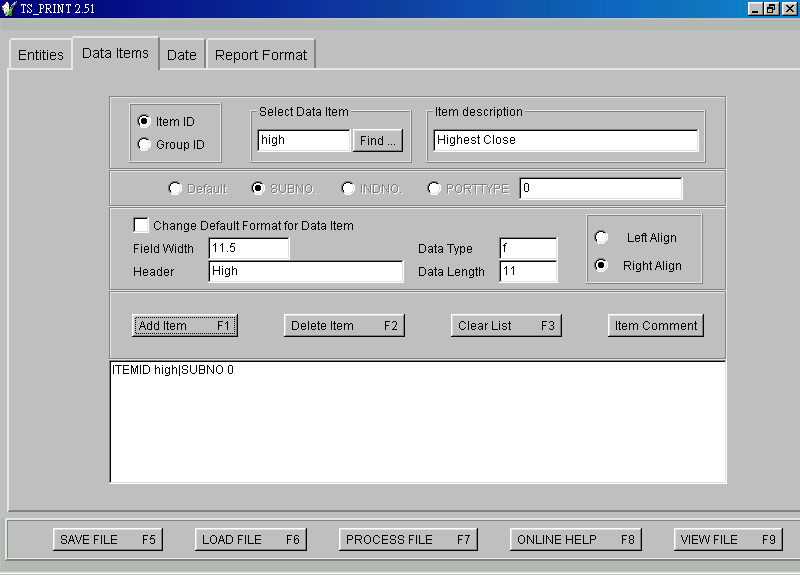 TS_PRINT 2.51
Entities Data Items Date Report Format
Item ID
Group ID
Select Data Item
high Find ...
Item description
Highest Close
Default SUBNO. INDNO. PORTTYPE 0
Change Default Format for Data Item
Field Width 11.5 Data Type f
Header High Data Length 11
Left Align
Right Align
Add Item F1 Delete Item F2 Clear List F3 Item Comment
ITEMID high|SUBNO 0
SAVE FILE F5 LOAD FILE F6 PROCESS FILE F7 ONLINE HELP F8 VIEW FILE F9